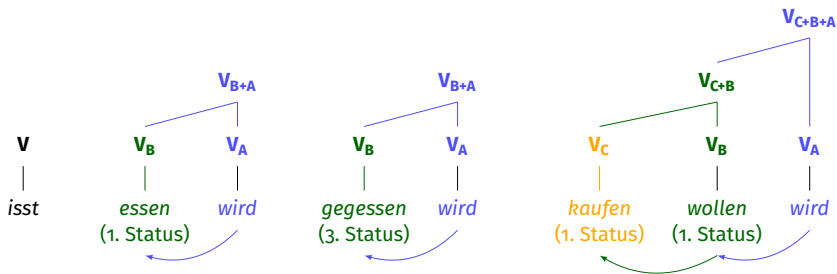 V_C+B+A
V_B+A V_B+A V_C+B
V V_B V_A V_B V_A V_C V_B V_A
isst essen wird gegessen wird kaufen wollen wird
(1. Status) (3. Status) (1. Status) (1. Status)